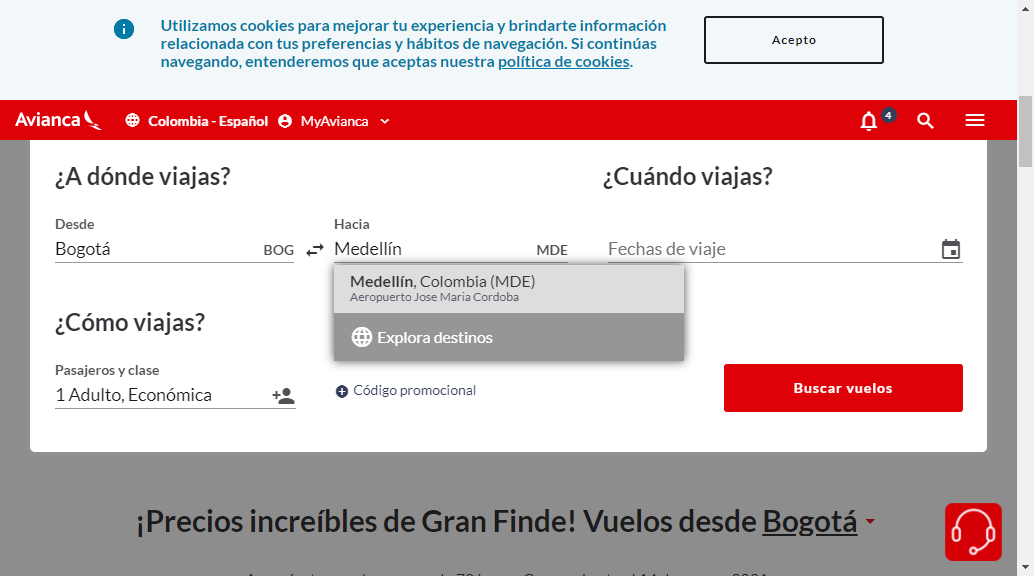 Utilizamos cookies para mejorar tu experiencia y brindarte información
relacionada con tus preferencias y hábitos de navegación. Si continúas
navegando, entenderemos que aceptas nuestra política de cookies.
Acepto
Avianca
Colombia - Español
MyAvianca
4
¿A dónde viajas?
¿Cuándo viajas?
Desde
Hacia
Bogotá BOG
Medellín MDE
Fechas de viaje
Medellín, Colombia (MDE)
Aeropuerto Jose Maria Cordoba
Explora destinos
¿Cómo viajas?
Pasajeros y clase
1 Adulto, Económica
Código promocional
Buscar vuelos
¡Precios increíbles de Gran Finde! Vuelos desde Bogotá